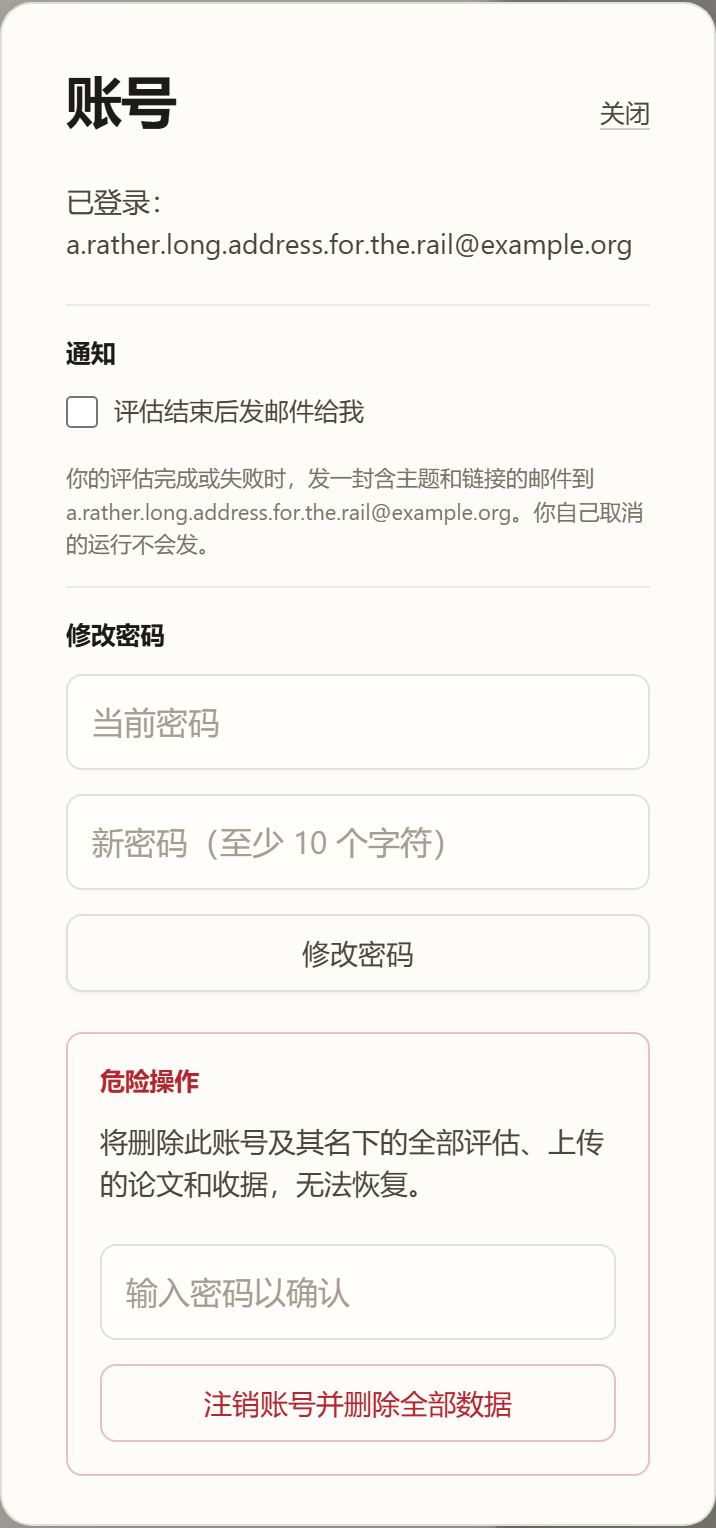 账号
关闭
已登录：
a.rather.long.address.for.the.rail@example.org
通知
评估结束后发邮件给我
你的评估完成或失败时，发一封含主题和链接的邮件到
a.rather.long.address.for.the.rail@example.org。你自己取消
的运行不会发。
修改密码
当前密码
新密码（至少 10 个字符）
修改密码
危险操作
将删除此账号及其名下的全部评估、上传
的论文和收据，无法恢复。
输入密码以确认
注销账号并删除全部数据